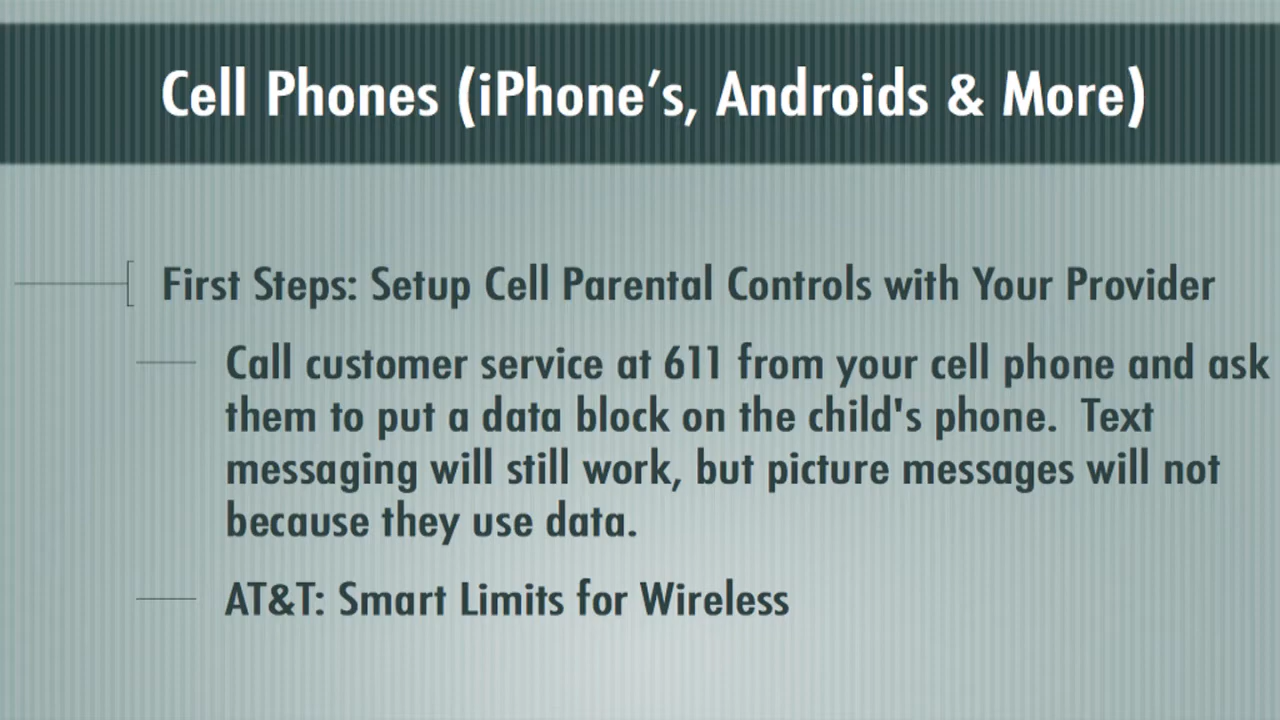 Cell Phones (iPhone’s, Androids & More)
First Steps: Setup Cell Parental Controls with Your Provider
Call customer service at 611 from your cell phone and ask
them to put a data block on the child's phone.  Text
messaging will still work, but picture messages will not
because they use data.
AT&T: Smart Limits for Wireless